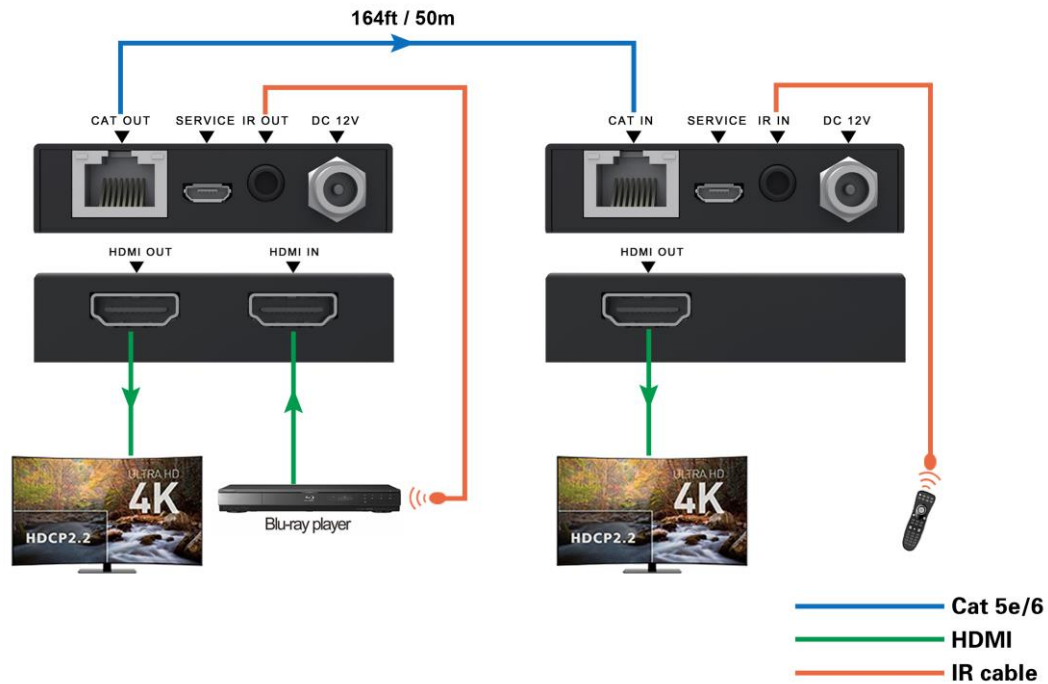 164ft / 50m
CAT OUT SERVICE IR OUT DC 12V
CAT IN SERVICE IR IN DC 12V
HDMI OUT HDMI IN
HDMI OUT
ULTRA HD
4K
HDCP2.2
Blu-ray player
ULTRA HD
4K
HDCP2.2
Cat 5e/6
HDMI
IR cable